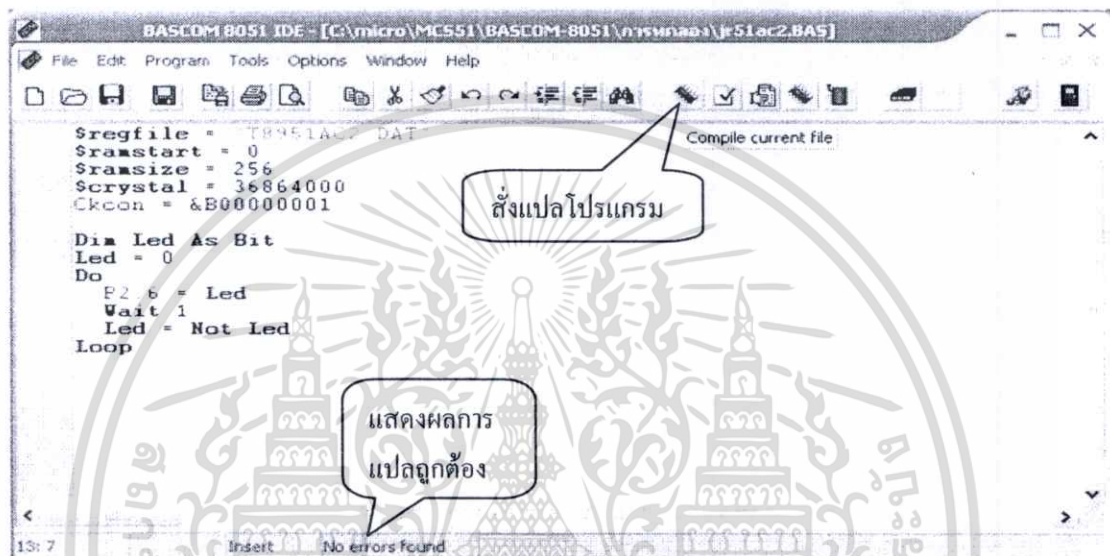 BASCOM 8051 IDE - [C:\micro\MC551\BASCOM-8051\การทดลอง\jr51ac2.BAS]
File Edit Program Tools Options Window Help
Compile current file
$regfile = "T8951AC2.DAT"
$ramstart = 0
$ramsize = 256
$crystal = 36864000
Ckcon = &B00000001
สั่งแปลโปรแกรม
Dim Led As Bit
Led = 0
Do
P2.6 = Led
Wait 1
Led = Not Led
Loop
แสดงผลการ
แปลถูกต้อง
13: 7 Insert No errors found